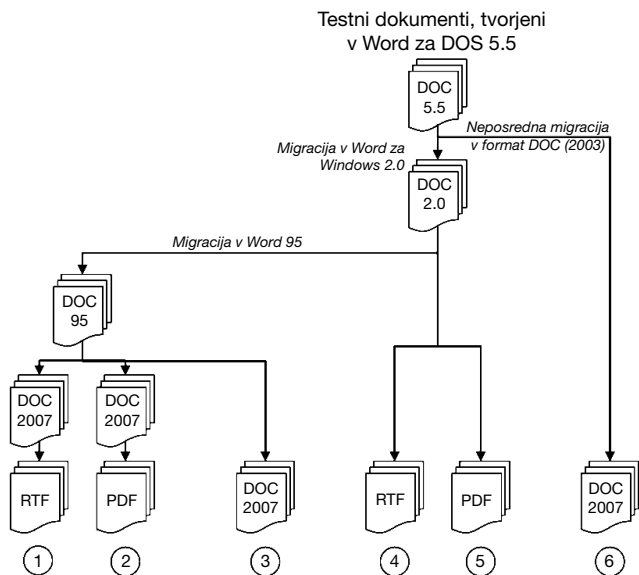 Testni dokumenti, tvorjeni
v Word za DOS 5.5
DOC
5.5
Neposredna migracija
v format DOC (2003)
Migracija v Word za
Windows 2.0
DOC
2.0
Migracija v Word 95
DOC
95
DOC
2007
DOC
2007
RTF
PDF
DOC
2007
RTF
PDF
DOC
2007
1
2
3
4
5
6